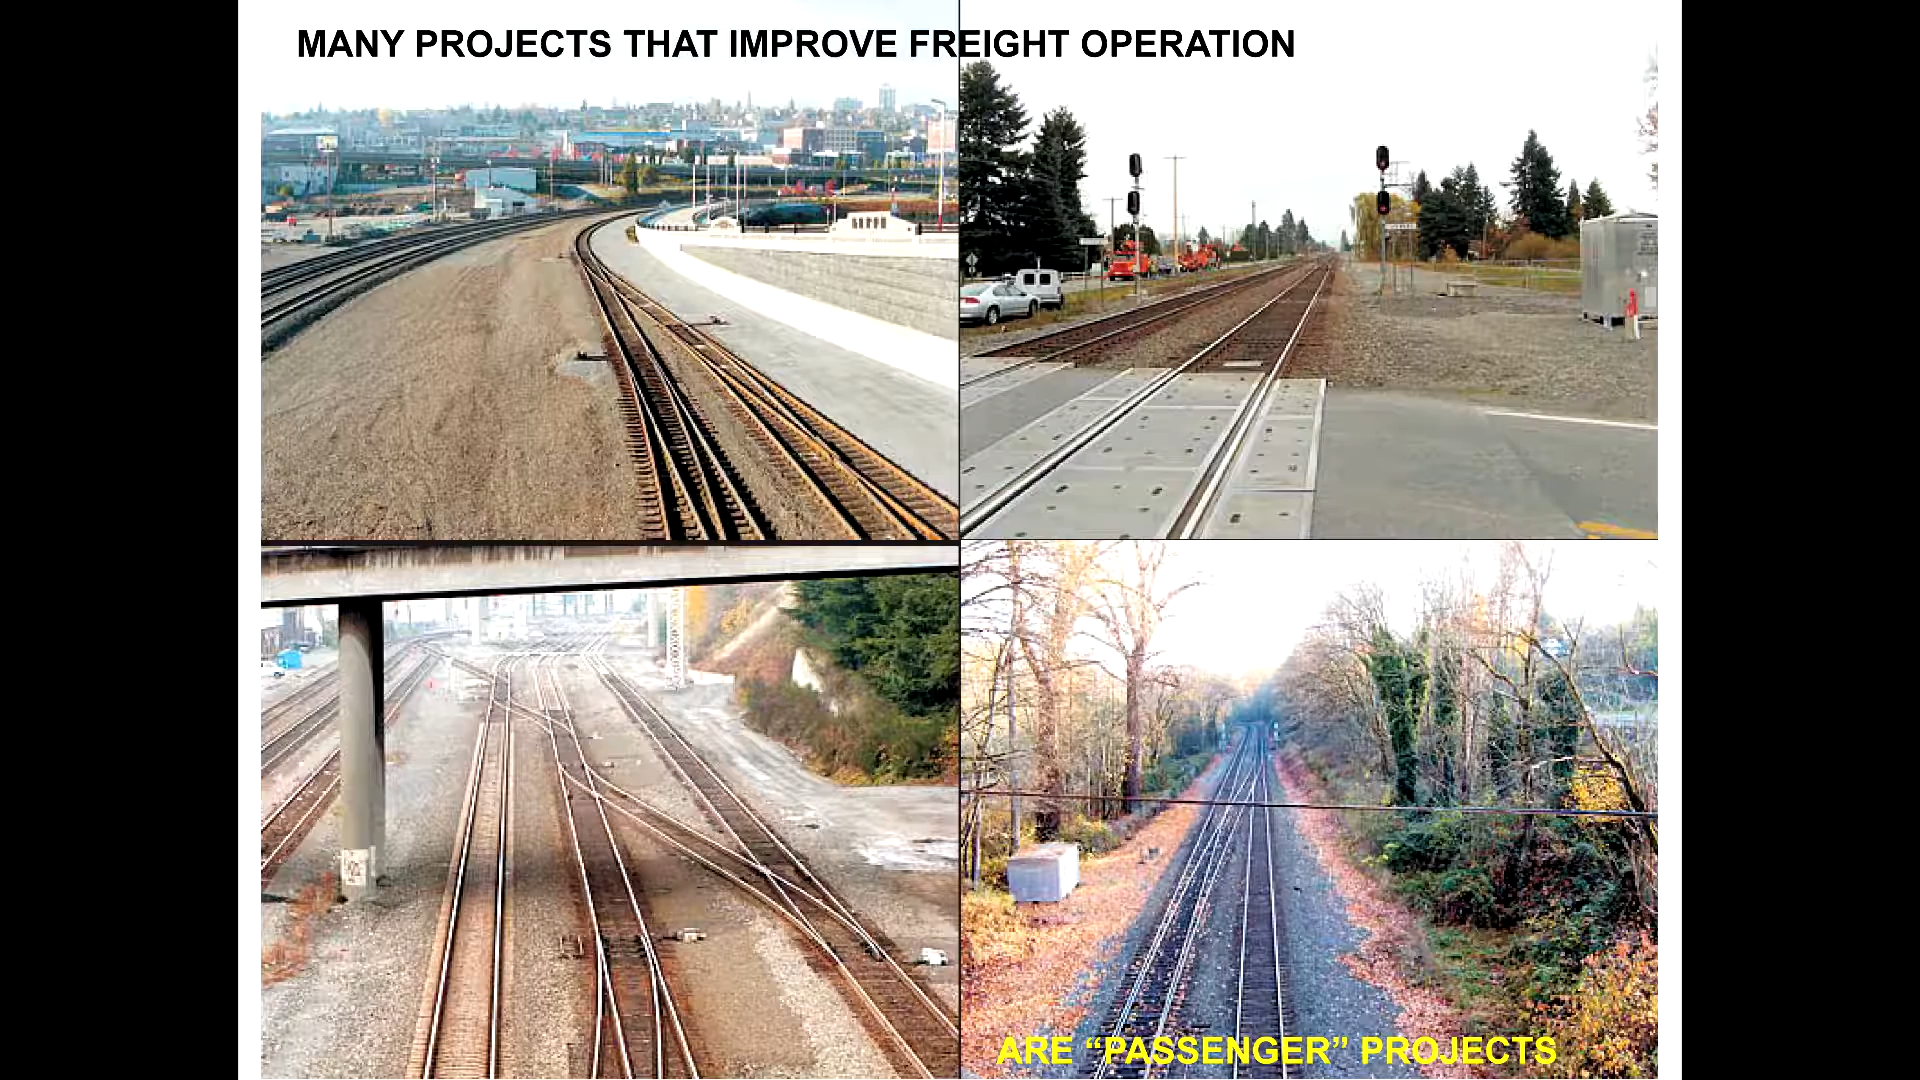 MANY PROJECTS THAT IMPROVE FREIGHT OPERATION
ARE “PASSENGER” PROJECTS